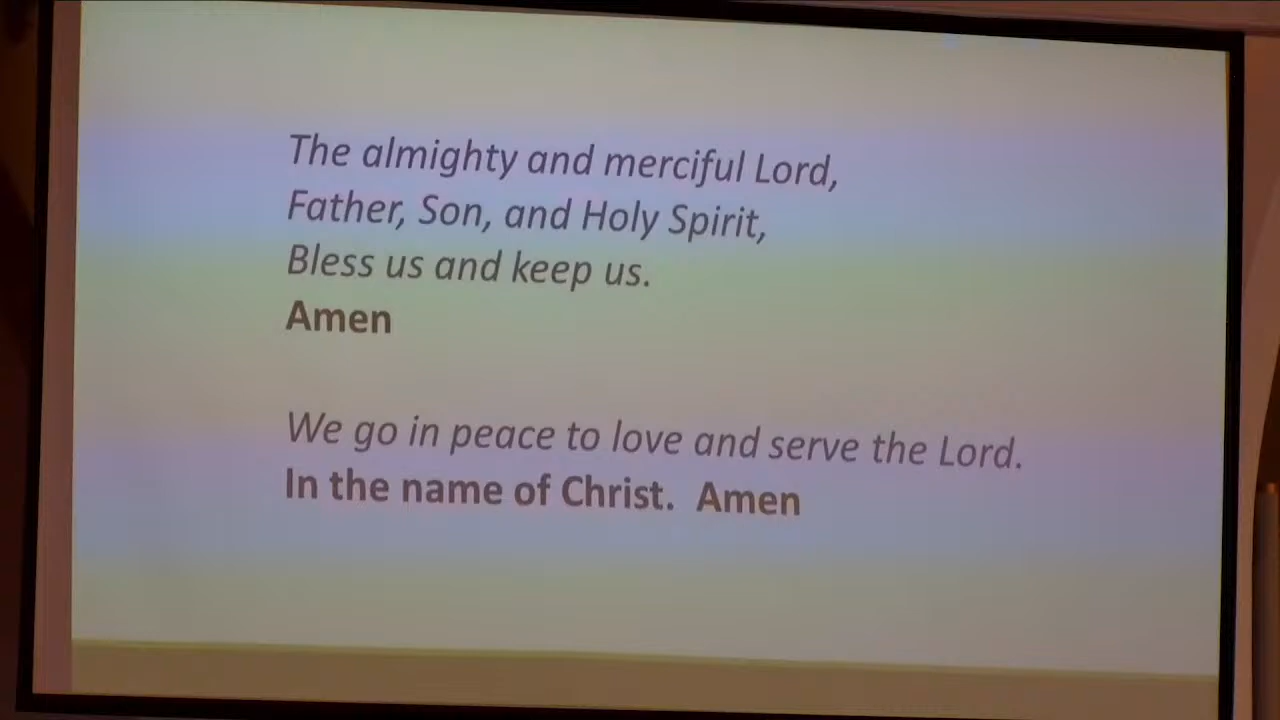 The almighty and merciful Lord,
Father, Son, and Holy Spirit,
Bless us and keep us.
Amen
We go in peace to love and serve the Lord.
In the name of Christ.  Amen